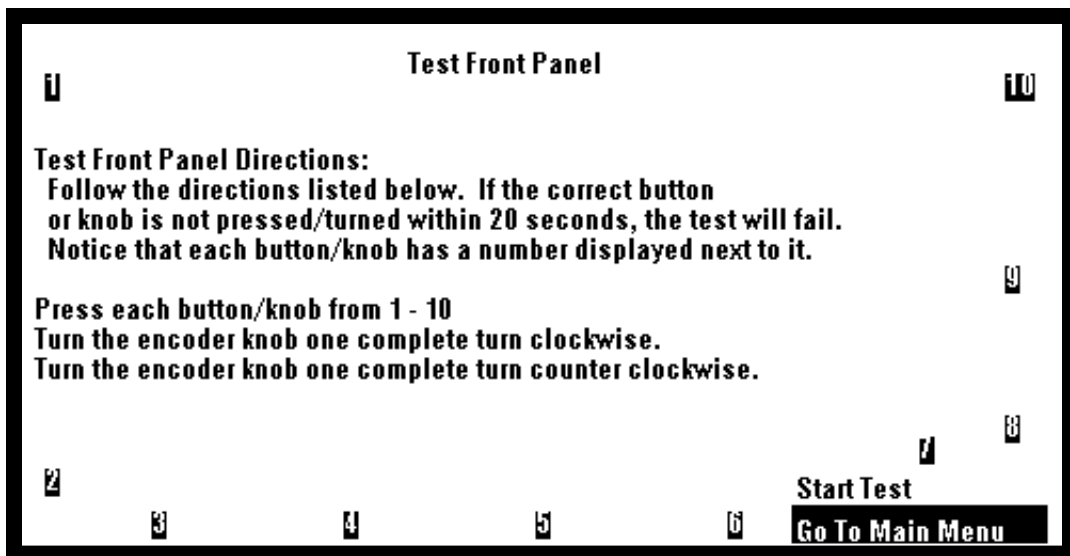 Test Front Panel
1
10
Test Front Panel Directions:
Follow the directions listed below. If the correct button
or knob is not pressed/turned within 20 seconds, the test will fail.
Notice that each button/knob has a number displayed next to it.
9
Press each button/knob from 1 - 10
Turn the encoder knob one complete turn clockwise.
Turn the encoder knob one complete turn counter clockwise.
8
7
2
Start Test
3 4 5 6 Go To Main Menu